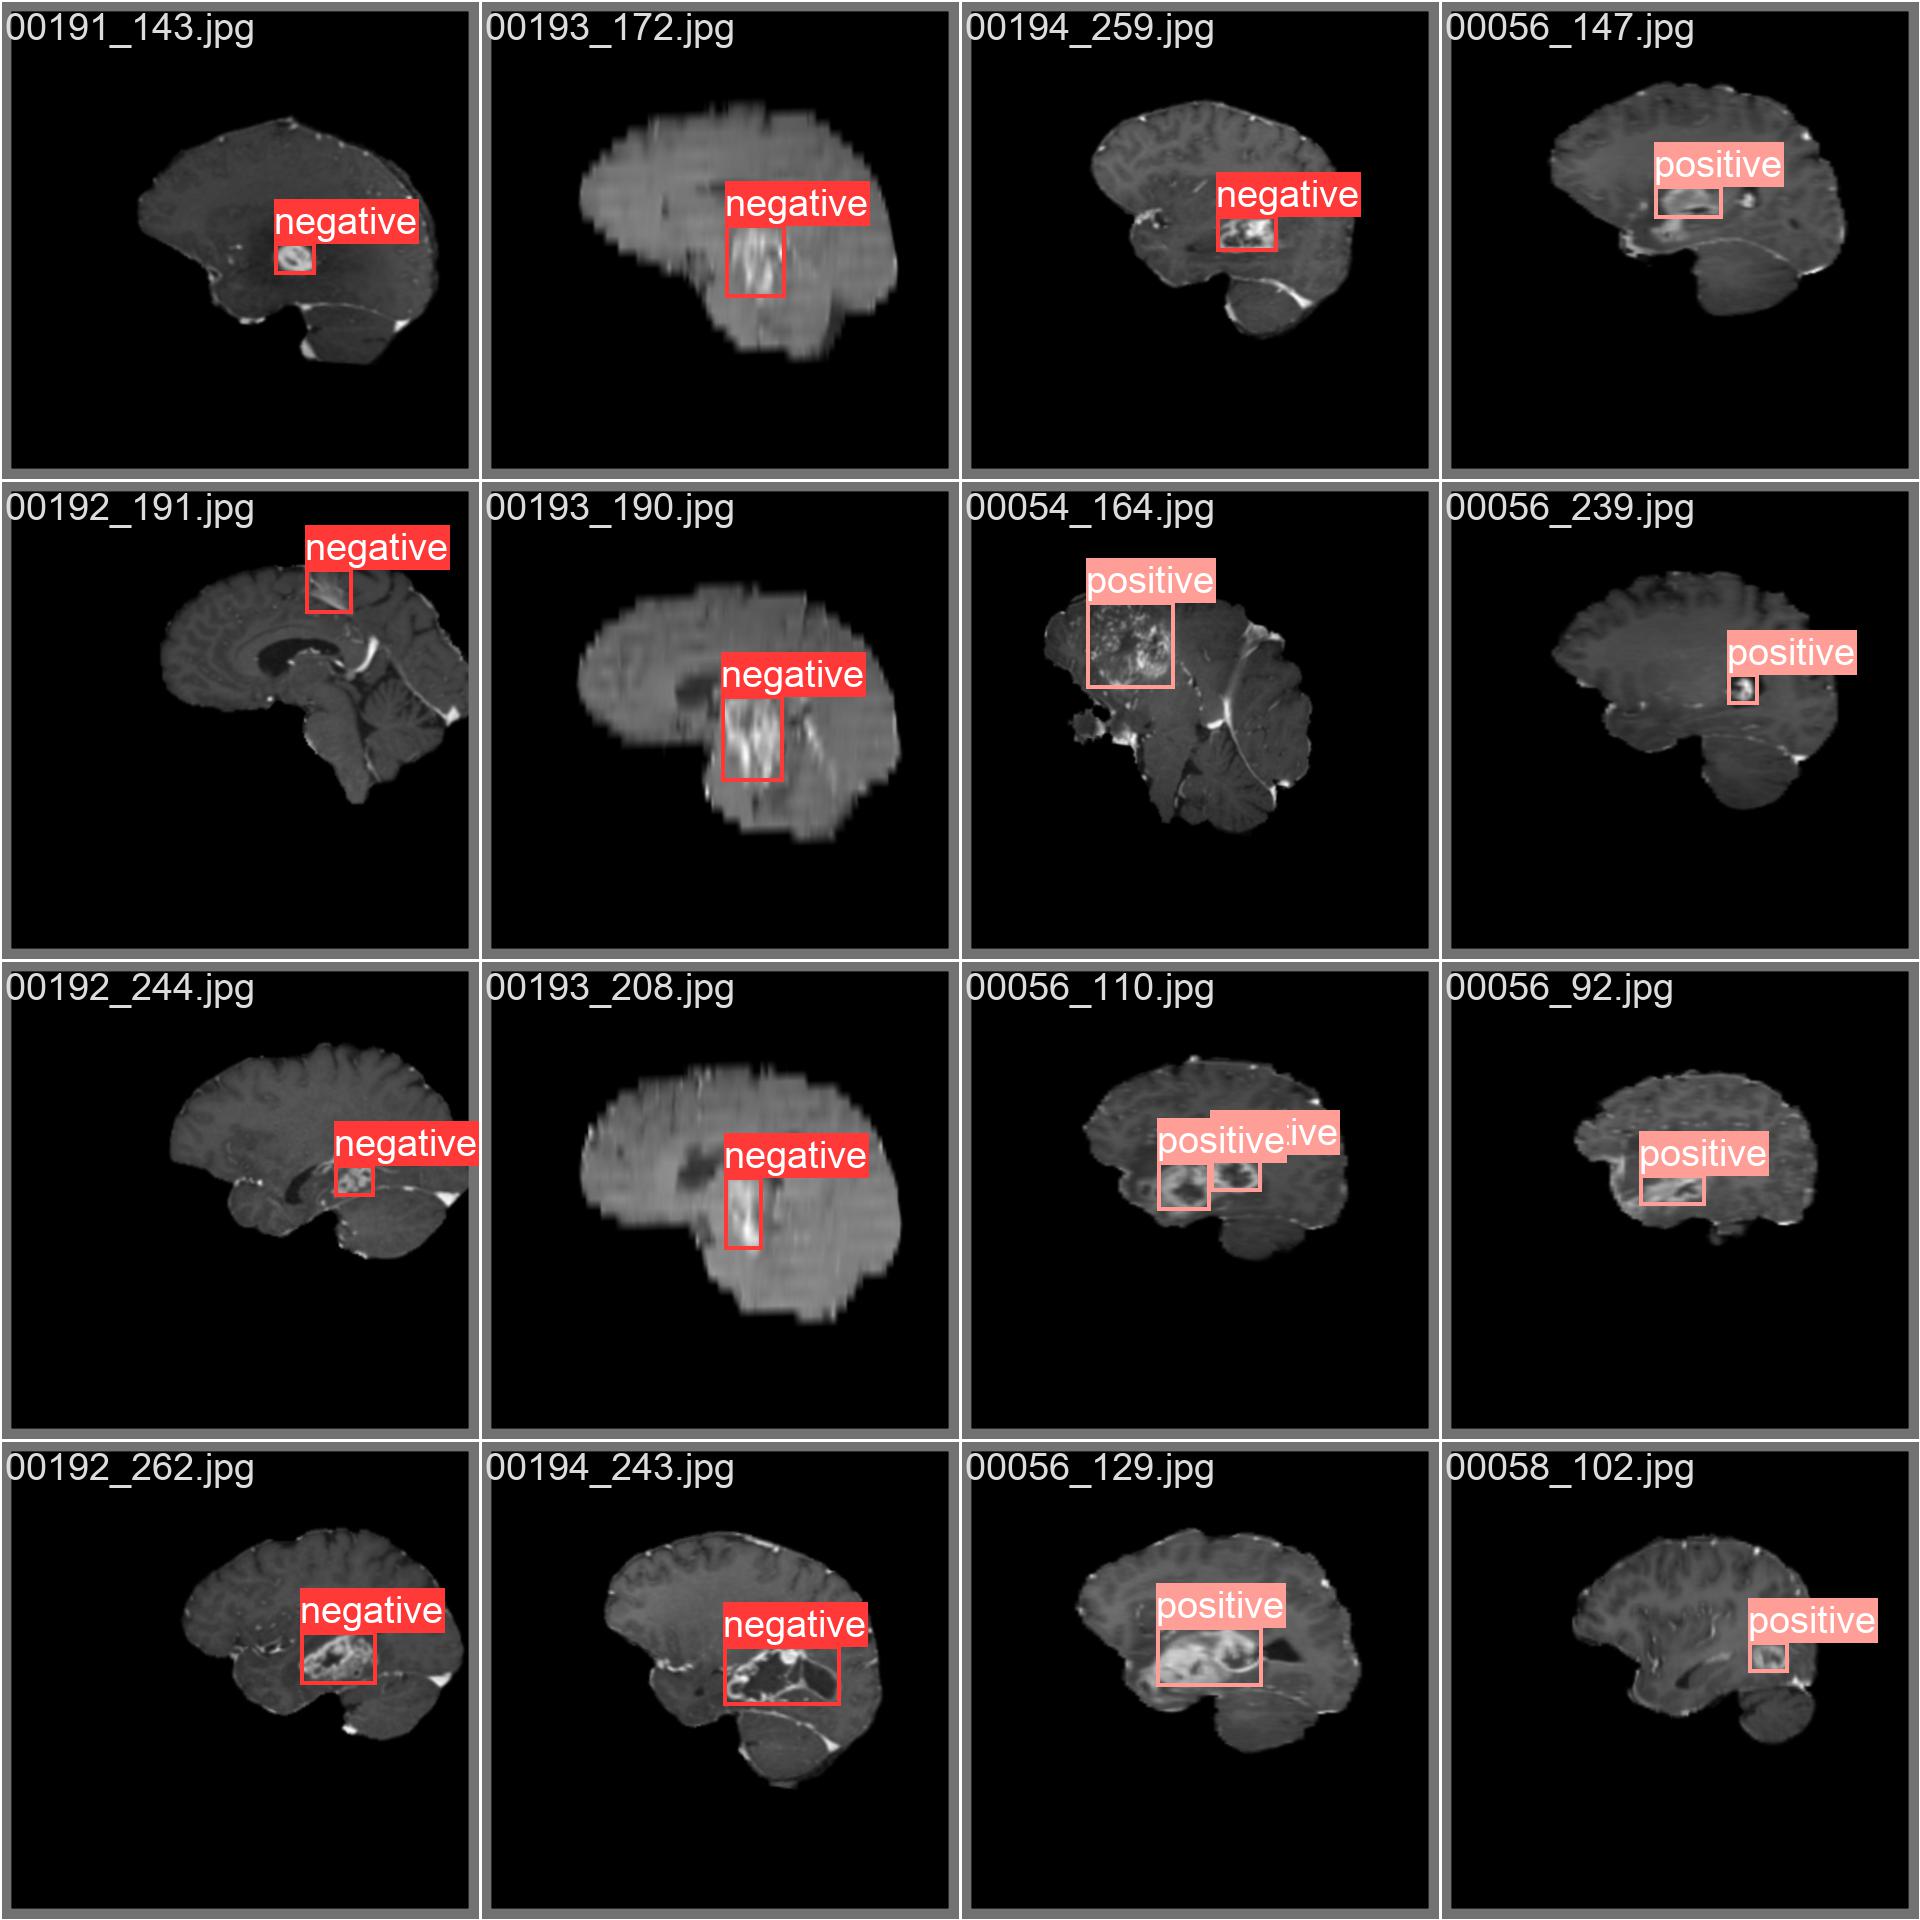 00191_143.jpg
negative
00193_172.jpg
negative
00194_259.jpg
negative
00056_147.jpg
positive
00192_191.jpg
negative
00193_190.jpg
negative
00054_164.jpg
positive
00056_239.jpg
positive
00192_244.jpg
negative
00193_208.jpg
negative
00056_110.jpg
positive
ive
00056_92.jpg
positive
00192_262.jpg
negative
00194_243.jpg
negative
00056_129.jpg
positive
00058_102.jpg
positive